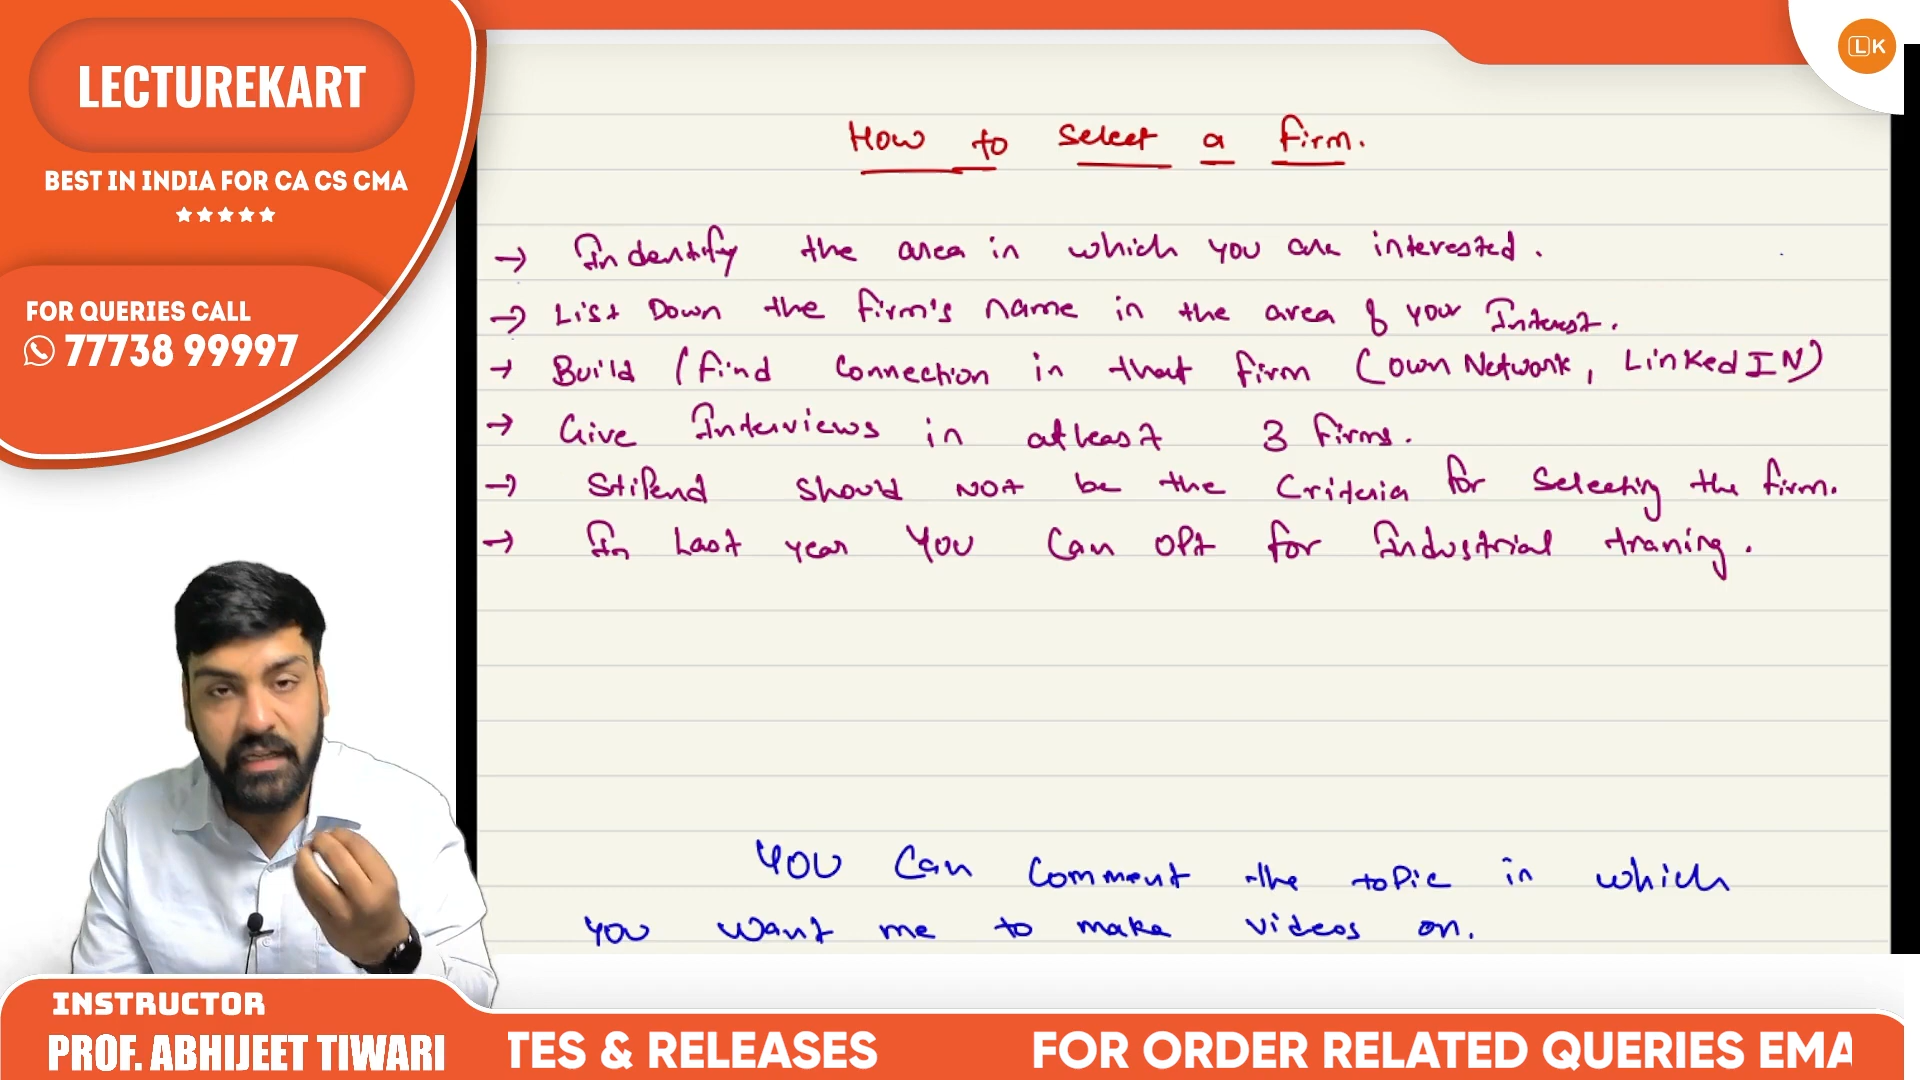 LECTUREKART
BEST IN INDIA FOR CA CS CMA
FOR QUERIES CALL
77738 99997
LK
How to select a firm.
→ Indentify the area in which you are interested.
→ List Down the firm's name in the area of your Interest.
→ Build / find connection in that firm (own Network, LinkedIN)
→ Give Interviews in atleast 3 firms.
→ Stipend should NOt be the criteria for selecting the firm.
→ In Last year YOU can opt for Industrial traning.
YOU can comment the topic in which
you want me to make videos on.
INSTRUCTOR
PROF. ABHIJEET TIWARI
TES & RELEASES FOR ORDER RELATED QUERIES EMA